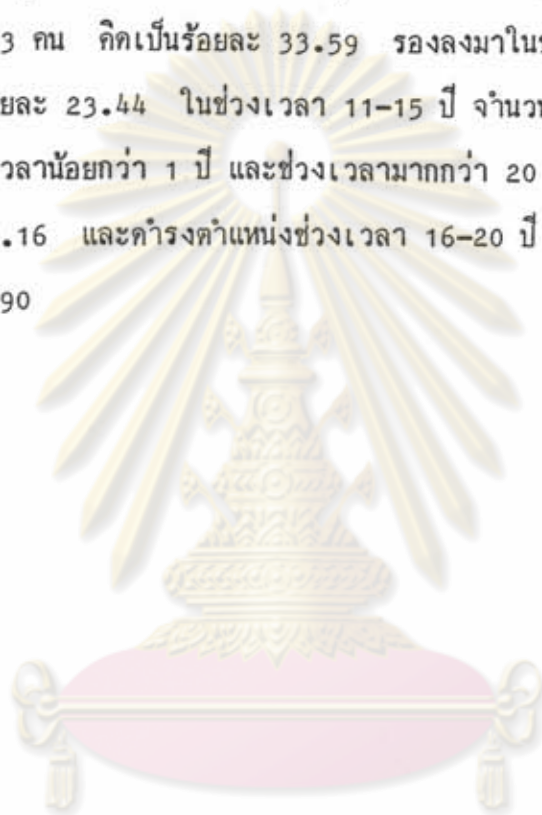 3 คน คิดเป็นร้อยละ 33.59 รองลงมาใน
ยละ 23.44 ในช่วงเวลา 11-15 ปี จำนวน
วลาน้อยกว่า 1 ปี และช่วงเวลามากกว่า 20
.16 และดำรงตำแหน่งช่วงเวลา 16-20 ปี
90